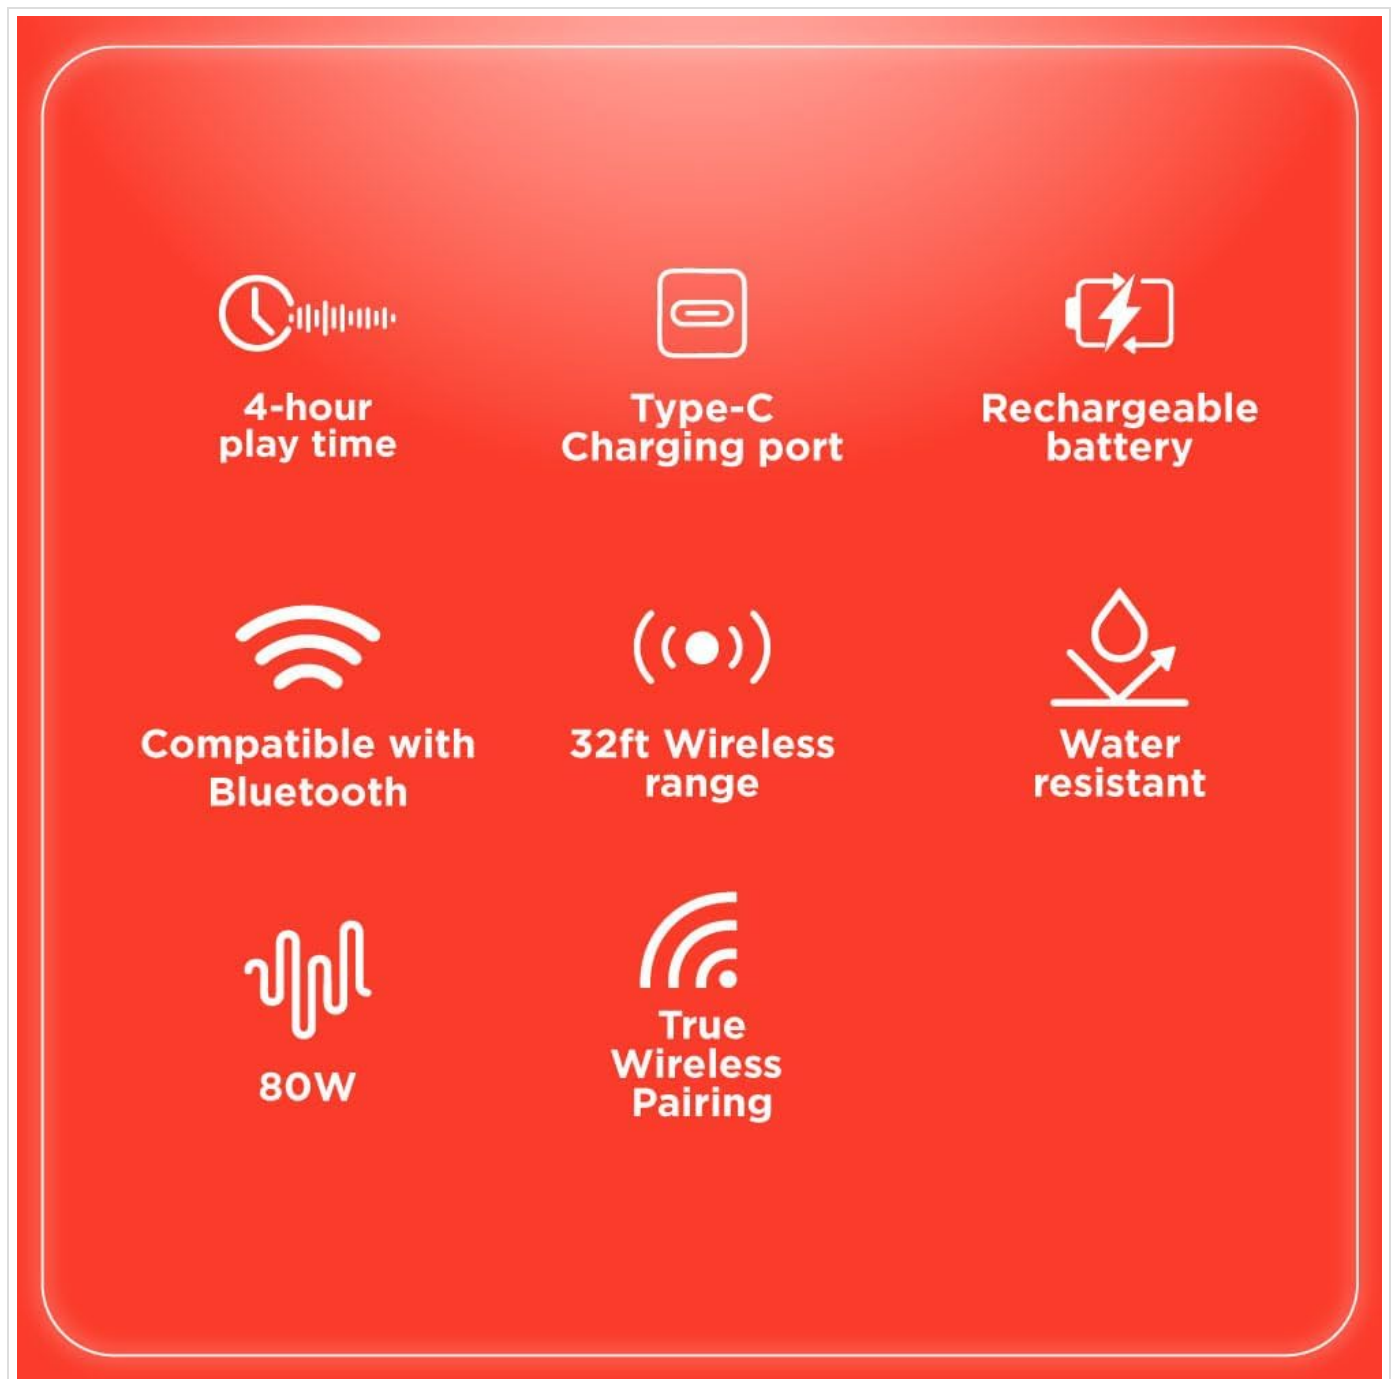 4-hour
play time
Type-C
Charging port
Rechargeable
battery
Compatible with
Bluetooth
32ft Wireless
range
Water
resistant
80W
True
Wireless
Pairing